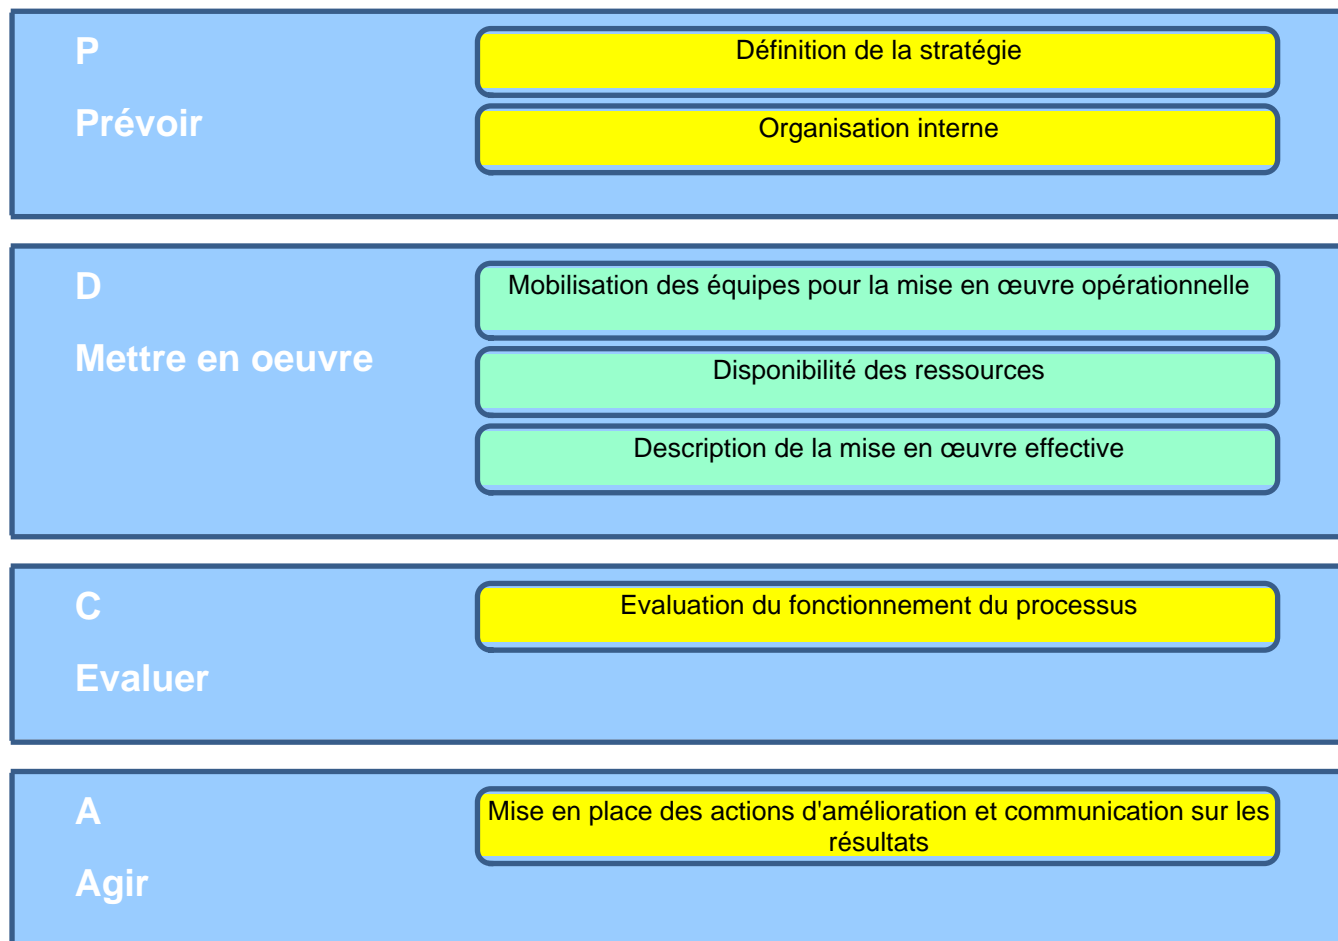 P
Prévoir
Définition de la stratégie
Organisation interne
D
Mettre en oeuvre
Mobilisation des équipes pour la mise en œuvre opérationnelle
Disponibilité des ressources
Description de la mise en œuvre effective
C
Evaluer
Evaluation du fonctionnement du processus
A
Agir
Mise en place des actions d'amélioration et communication sur les
résultats